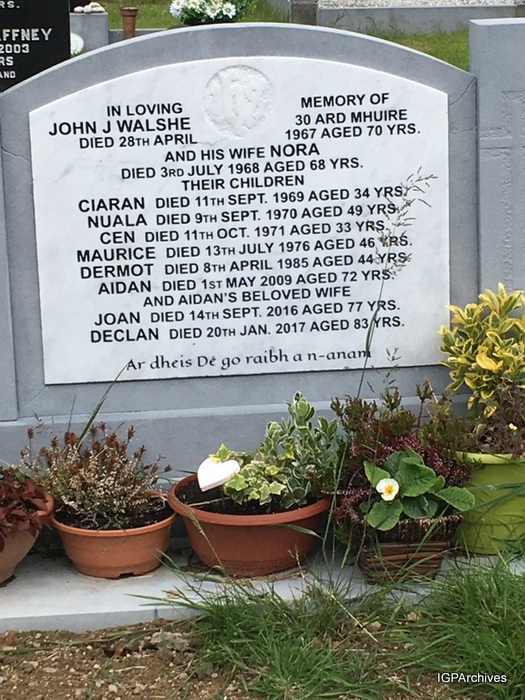 RS.
AFFNEY
2003
RS
AND
IN LOVING MEMORY OF
JOHN J WALSHE 30 ARD MHUIRE
DIED 28TH APRIL 1967 AGED 70 YRS.
AND HIS WIFE NORA
DIED 3RD JULY 1968 AGED 68 YRS.
THEIR CHILDREN
CIARAN DIED 11TH SEPT. 1969 AGED 34 YRS.
NUALA DIED 9TH SEPT. 1970 AGED 49 YRS.
CEN DIED 11TH OCT. 1971 AGED 33 YRS.
MAURICE DIED 13TH JULY 1976 AGED 46 YRS.
DERMOT DIED 8TH APRIL 1985 AGED 44 YRS.
AIDAN DIED 1ST MAY 2009 AGED 72 YRS.
AND AIDAN'S BELOVED WIFE
JOAN DIED 14TH SEPT. 2016 AGED 77 YRS.
DECLAN DIED 20TH JAN. 2017 AGED 83 YRS.
Ar dheis Dé go raibh a n-anam
IGPArchives